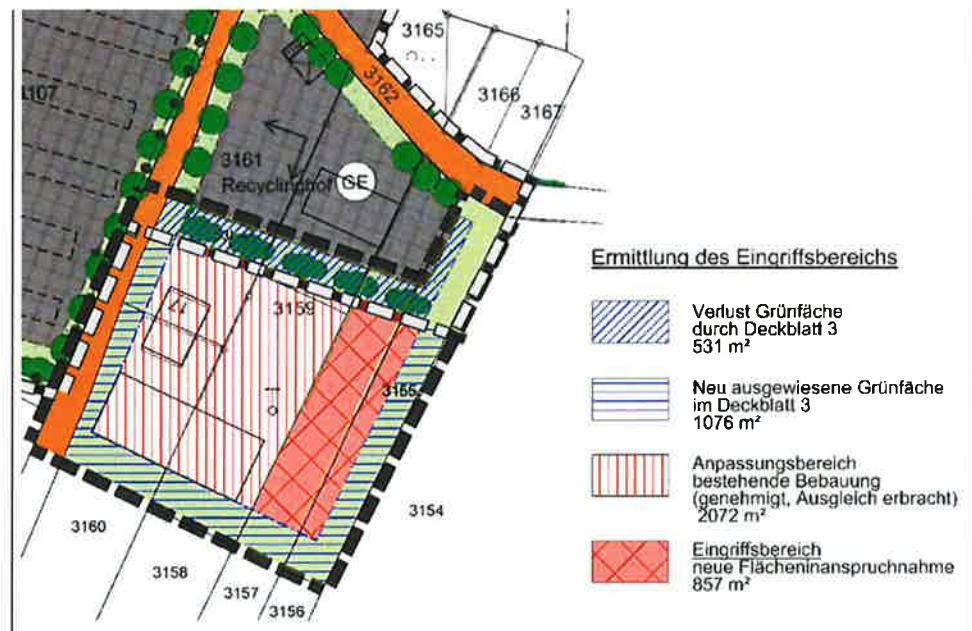 3165
3162
3166
3167
3161
Recyclinghof
GE
3159
17
3155
3154
3160
3158
3157
3156
Ermittlung des Eingriffsbereichs
Verlust Grünfäche
durch Deckblatt 3
531 m²
Neu ausgewiesene Grünfäche
im Deckblatt 3
1076 m²
Anpassungsbereich
bestehende Bebauung
(genehmigt, Ausgleich erbracht)
2072 m²
Eingriffsbereich
neue Flächeninanspruchnahme
857 m²